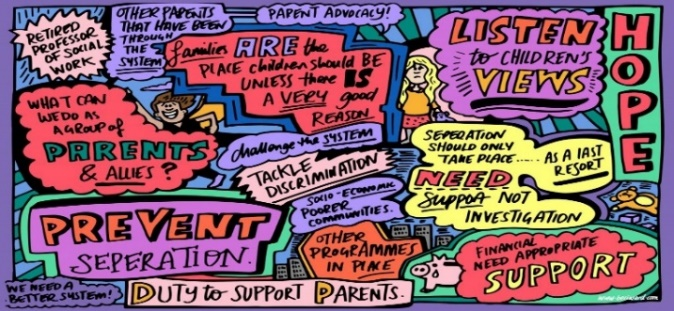 RETIRED
PROFESSOR
OF SOCIAL
WORK
OTHER PARENTS
THAT HAVE BEEN
THROUGH
THE
SYSTEM
PARENT ADVOCACY!
families ARE the
PLACE children should BE
UNLESS there IS
A VERY good
REASON
LISTEN
to CHILDREN'S
VIEWS
HOPE
WHAT CAN
WE DO AS
A GROUP of
PARENTS
& ALLIES?
challenge the SYSTEM
TACKLE
DISCRIMINATION
SOCIO-ECONOMIC
POORER
COMMUNITIES.
SEPERATION
SHOULD ONLY
TAKE PLACE..... AS A LAST
RESORT
NEED
SUPPORT NOT
INVESTIGATION
PREVENT
SEPERATION.
OTHER
PROGRAMMES
IN PLACE
FINANCIAL
NEED APPROPRIATE
SUPPORT
WE NEED A
BETTER SYSTEM!
DUTY to SUPPORT PARENTS.